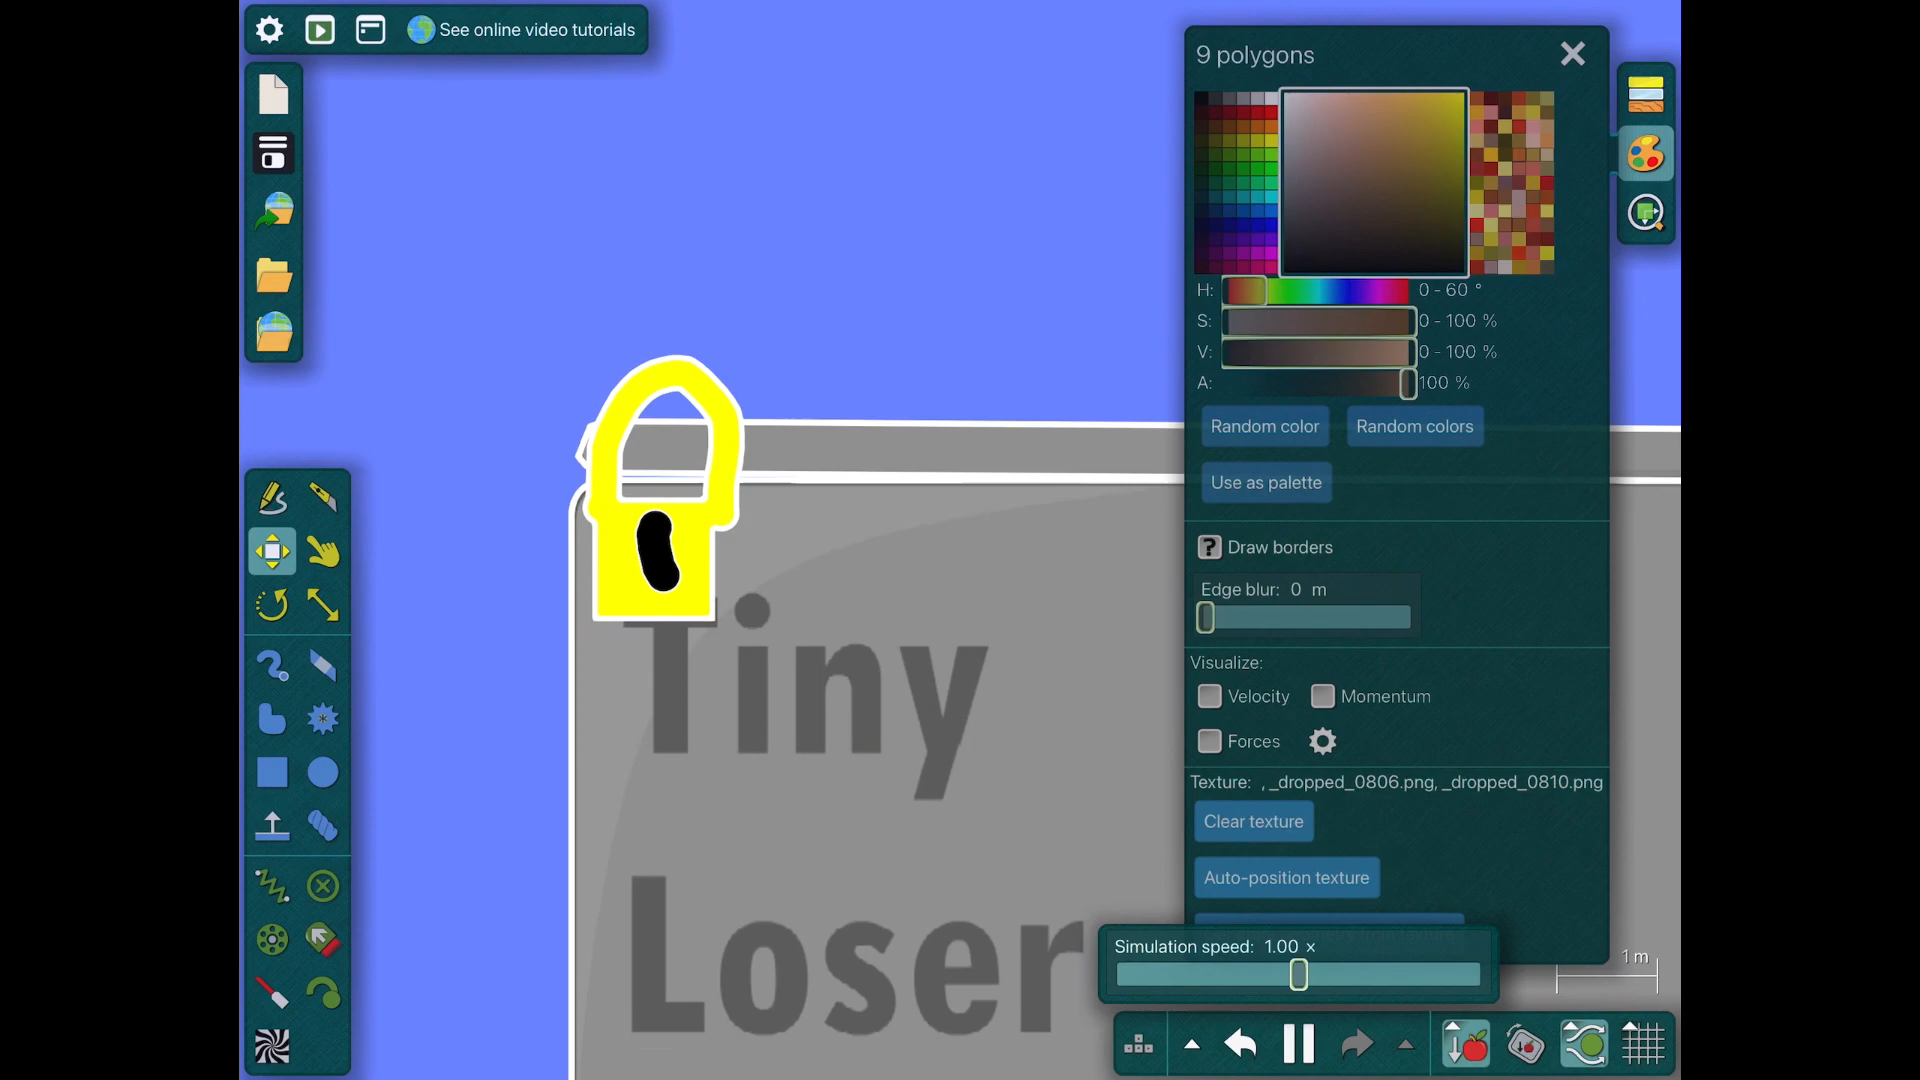 See online video tutorials
9 polygons
H: 0 - 60 °
S: 0 - 100 %
V: 0 - 100 %
A: 100 %
Random color Random colors
Use as palette
? Draw borders
Edge blur: 0 m
Visualize:
Velocity Momentum
Forces
Texture: , _dropped_0806.png, _dropped_0810.png
Clear texture
Auto-position texture
Simulation speed: 1.00 ×
1 m
Tiny
Loser